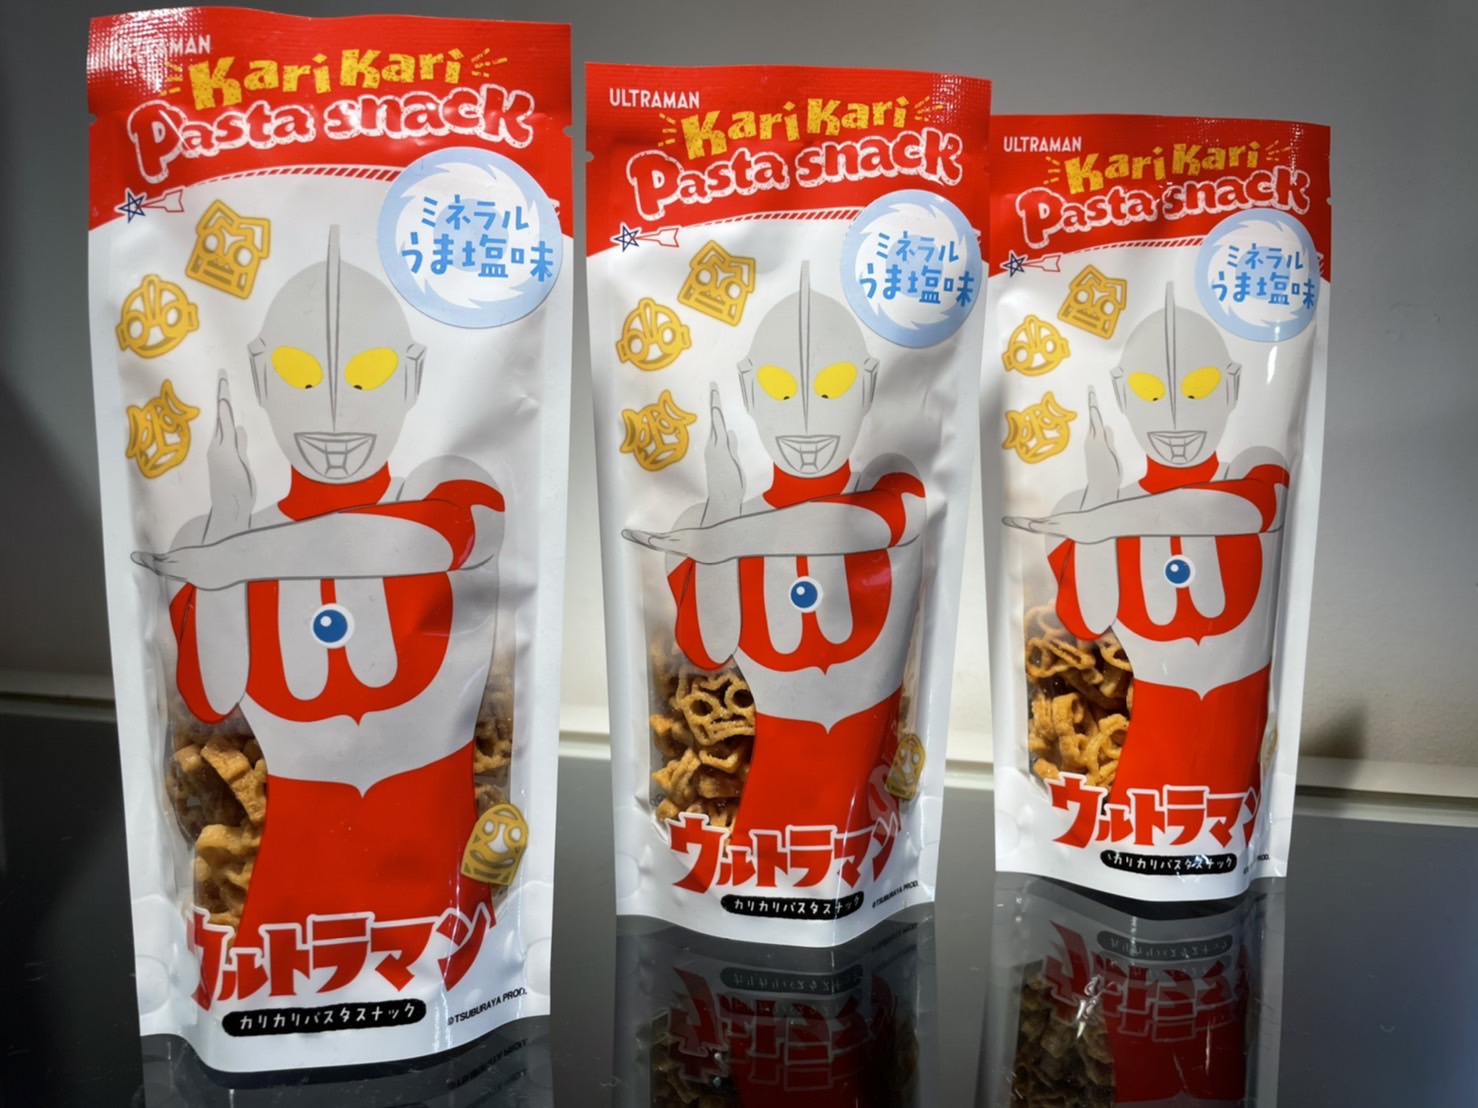 ULTRAMAN
Kari Kari
Pasta snack
ミネラル
うま塩味
ウルトラマン
カリカリパスタスナック
©TSUBURAYA PROD.
ULTRAMAN
Kari Kari
Pasta snack
ミネラル
うま塩味
ウルトラマン
カリカリパスタスナック
©TSUBURAYA PROD.
ULTRAMAN
Kari Kari
Pasta snack
ミネラル
うま塩味
ウルトラマン
カリカリパスタスナック
PROD.